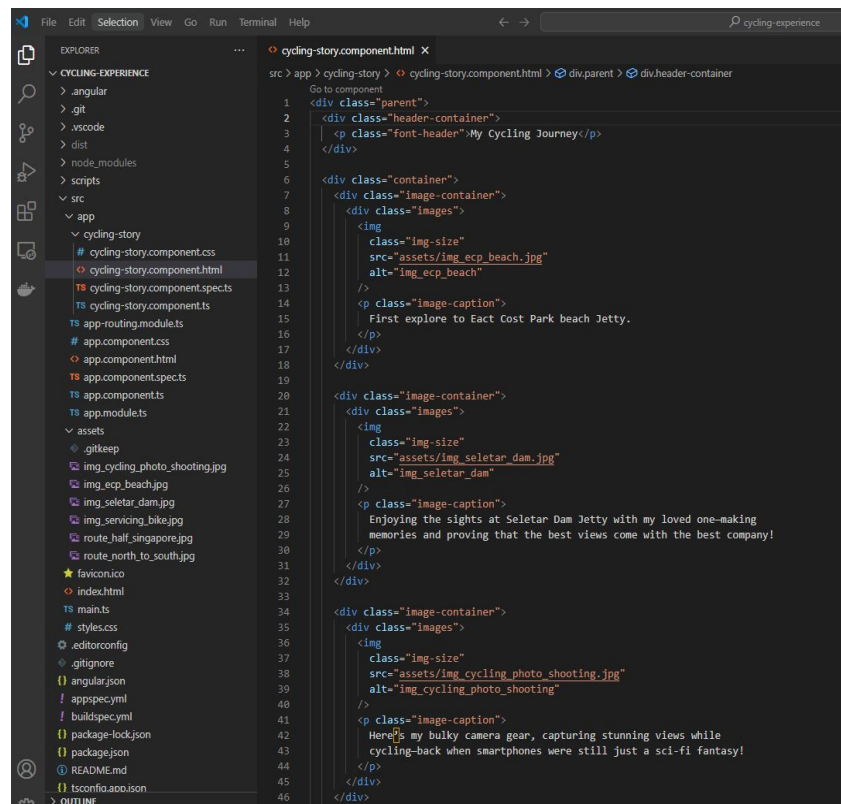 File Edit Selection View Go Run Terminal Help
cycling-experience
EXPLORER
CYCLING-EXPERIENCE
.angular
.git
.vscode
dist
node_modules
scripts
src
app
cycling-story
# cycling-story.component.css
<> cycling-story.component.html
TS cycling-story.component.spec.ts
TS cycling-story.component.ts
TS app-routing.module.ts
# app.component.css
<> app.component.html
TS app.component.spec.ts
TS app.component.ts
TS app.module.ts
assets
.gitkeep
img_cycling_photo_shooting.jpg
img_ecp_beach.jpg
img_seletar_dam.jpg
img_servicing_bike.jpg
route_half_singapore.jpg
route_north_to_south.jpg
favicon.ico
<> index.html
TS main.ts
# styles.css
.editorconfig
.gitignore
{} angular.json
! appspec.yml
! buildspec.yml
{} package-lock.json
{} package.json
README.md
{} tsconfig.app.json
OUTLINE
<> cycling-story.component.html
src > app > cycling-story > <> cycling-story.component.html > div.parent > div.header-container
Go to component
1 <div class="parent">
2 <div class="header-container">
3 <p class="font-header">My Cycling Journey</p>
4 </div>
5
6 <div class="container">
7 <div class="image-container">
8 <div class="images">
9 <img
10 class="img-size"
11 src="assets/img_ecp_beach.jpg"
12 alt="img_ecp_beach"
13 />
14 <p class="image-caption">
15 First explore to Eact Cost Park beach Jetty.
16 </p>
17 </div>
18 </div>
19
20 <div class="image-container">
21 <div class="images">
22 <img
23 class="img-size"
24 src="assets/img_seletar_dam.jpg"
25 alt="img_seletar_dam"
26 />
27 <p class="image-caption">
28 Enjoying the sights at Seletar Dam Jetty with my loved one—making
29 memories and proving that the best views come with the best company!
30 </p>
31 </div>
32 </div>
33
34 <div class="image-container">
35 <div class="images">
36 <img
37 class="img-size"
38 src="assets/img_cycling_photo_shooting.jpg"
39 alt="img_cycling_photo_shooting"
40 />
41 <p class="image-caption">
42 Here’s my bulky camera gear, capturing stunning views while
43 cycling—back when smartphones were still just a sci-fi fantasy!
44 </p>
45 </div>
46 </div>